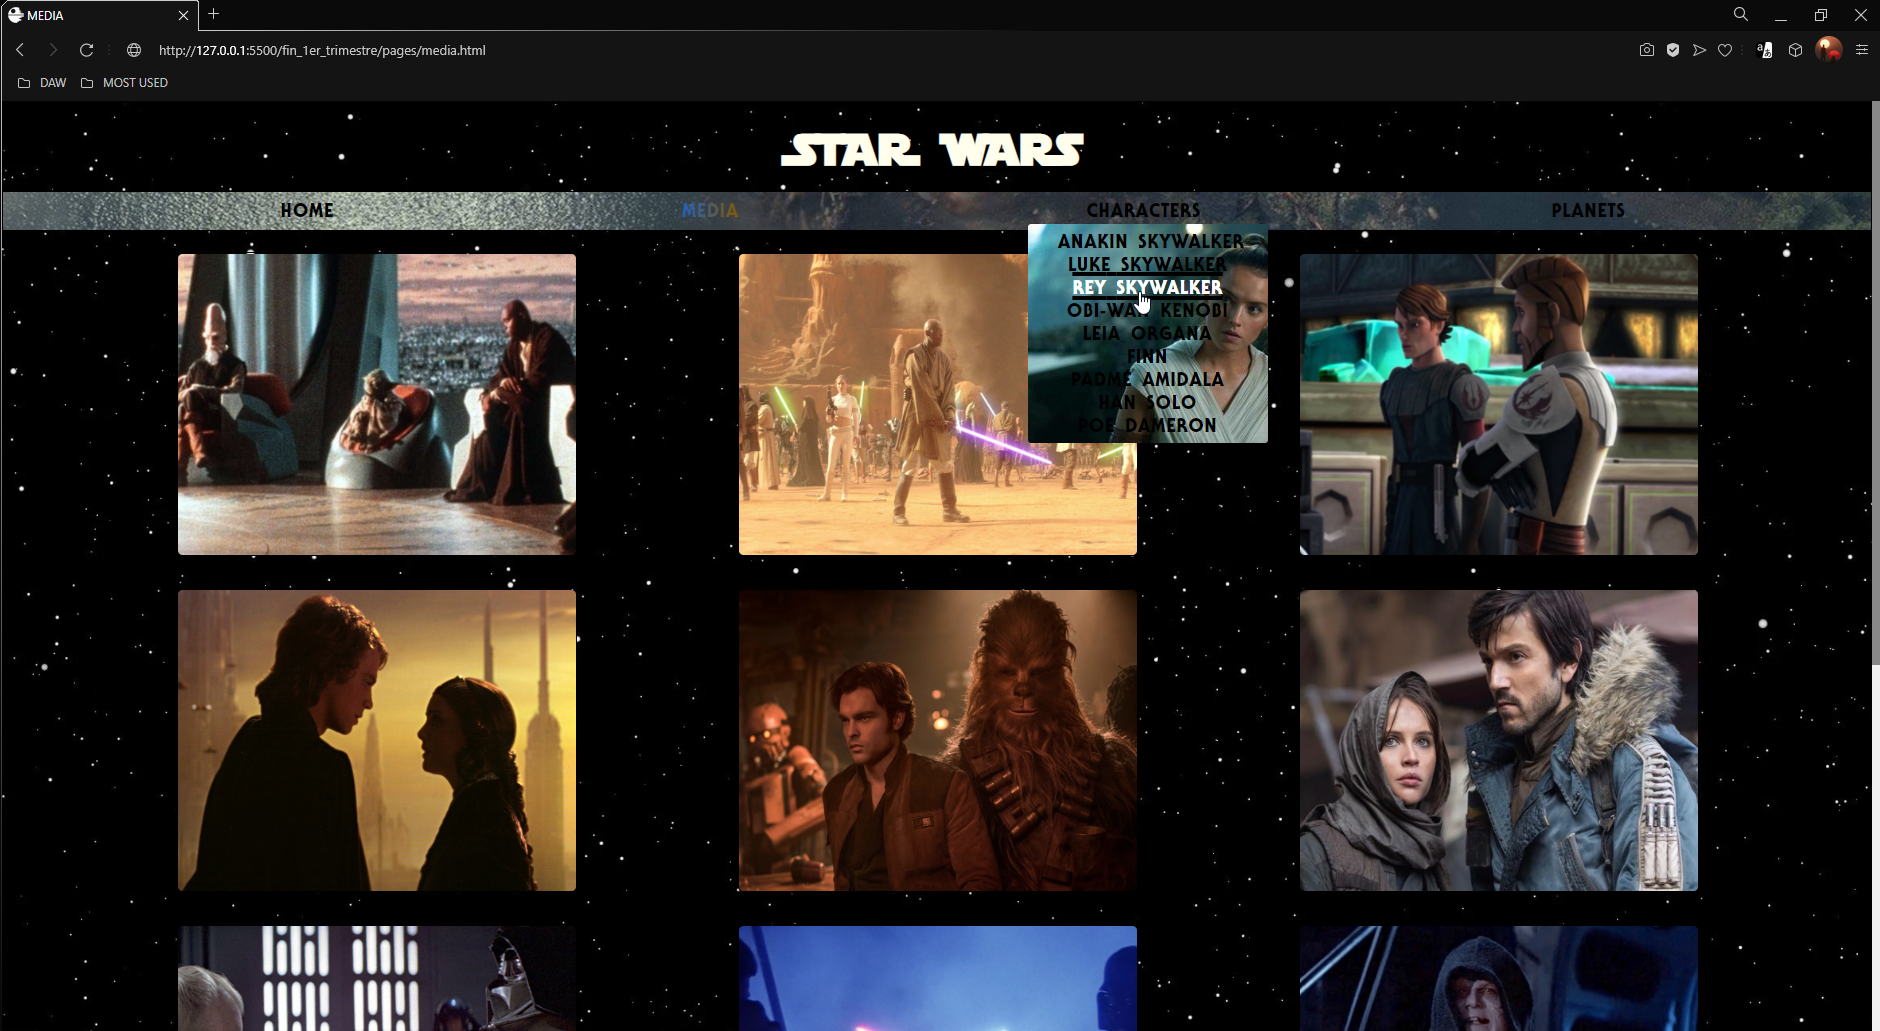 MEDIA
http://127.0.0.1:5500/fin_1er_trimestre/pages/media.html
DAW MOST USED
STAR WARS
HOME MEDIA CHARACTERS PLANETS
ANAKIN SKYWALKER
LUKE SKYWALKER
REY SKYWALKER
OBI-WAN KENOBI
LEIA ORGANA
FINN
PADMÉ AMIDALA
HAN SOLO
POE DAMERON